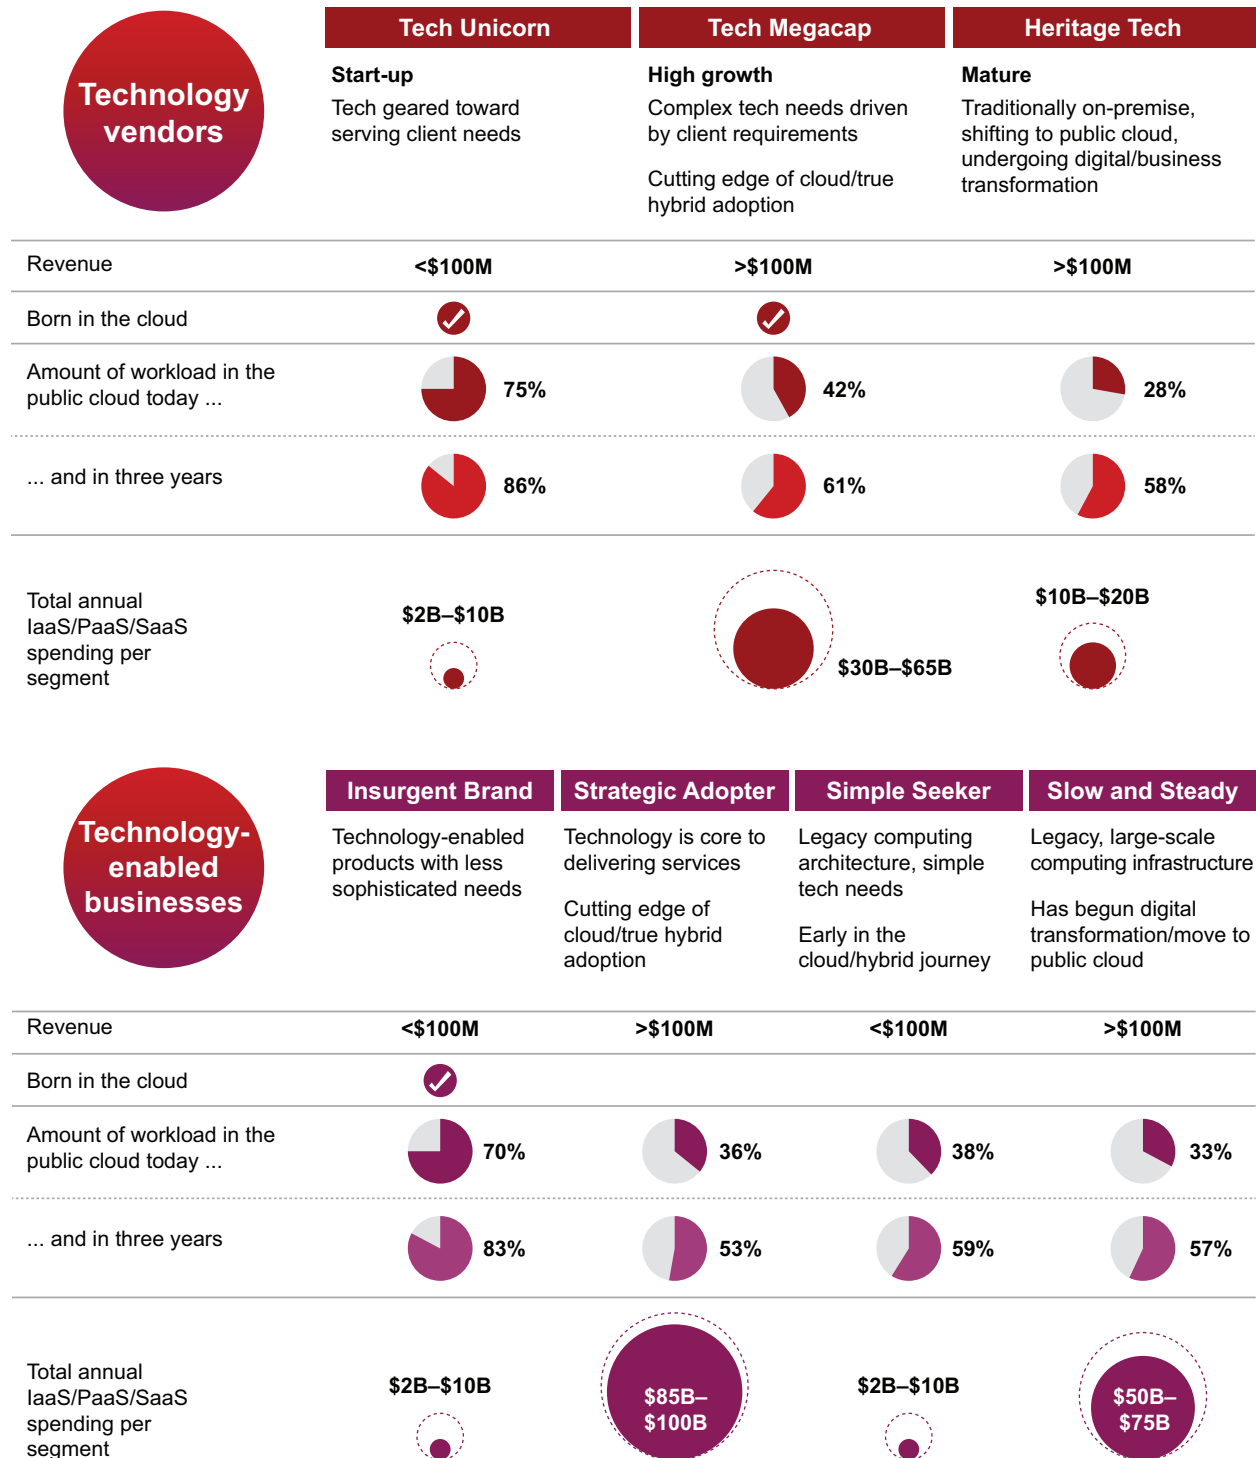 Technology
vendors
Tech Unicorn
Tech Megacap
Heritage Tech
Start-up
Tech geared toward
serving client needs
High growth
Complex tech needs driven
by client requirements
Cutting edge of cloud/true
hybrid adoption
Mature
Traditionally on-premise,
shifting to public cloud,
undergoing digital/business
transformation
Revenue
<$100M
>$100M
>$100M
Born in the cloud
Amount of workload in the
public cloud today ...
75%
42%
28%
... and in three years
86%
61%
58%
Total annual
IaaS/PaaS/SaaS
spending per
segment
$2B–$10B
$30B–$65B
$10B–$20B
Technology-
enabled
businesses
Insurgent Brand
Strategic Adopter
Simple Seeker
Slow and Steady
Technology-enabled
products with less
sophisticated needs
Technology is core to
delivering services
Cutting edge of
cloud/true hybrid
adoption
Legacy computing
architecture, simple
tech needs
Early in the
cloud/hybrid journey
Legacy, large-scale
computing infrastructure
Has begun digital
transformation/move to
public cloud
Revenue
<$100M
>$100M
<$100M
>$100M
Born in the cloud
Amount of workload in the
public cloud today ...
70%
36%
38%
33%
... and in three years
83%
53%
59%
57%
Total annual
IaaS/PaaS/SaaS
spending per
segment
$2B–$10B
$85B–
$100B
$2B–$10B
$50B–
$75B